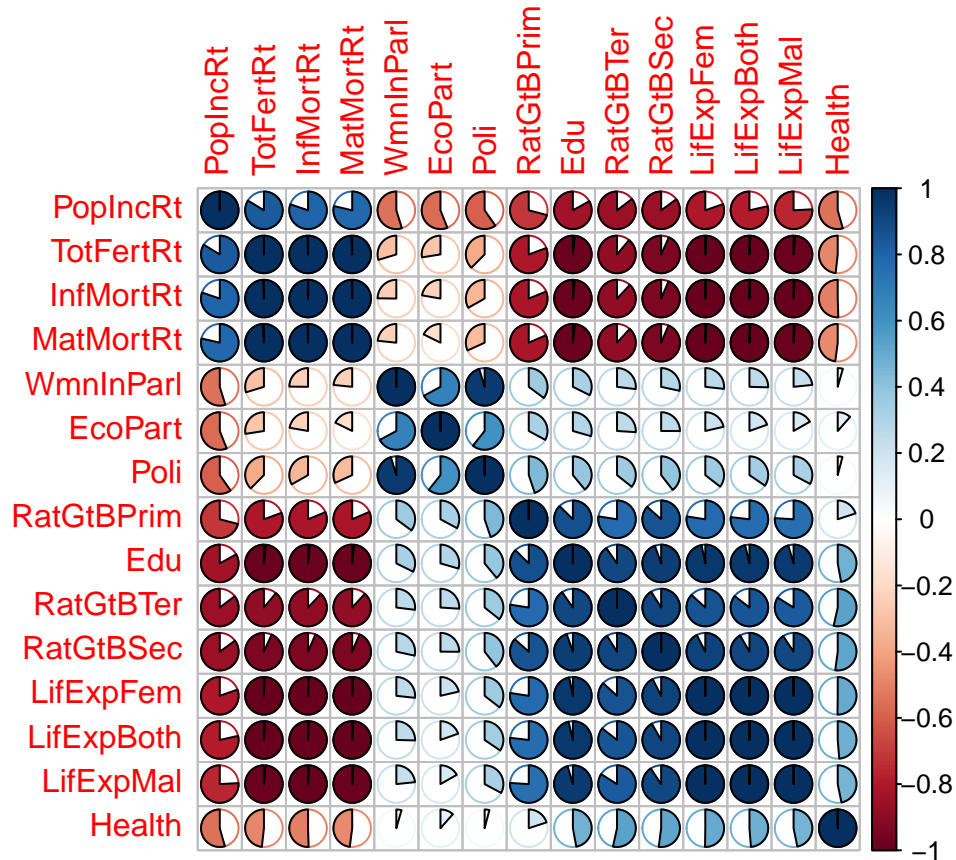 PopIncRt
TotFertRt
InfMortRt
MatMortRt
WmnInParl
EcoPart
Poli
RatGtBPrim
Edu
RatGtBTer
RatGtBSec
LifExpFem
LifExpBoth
LifExpMal
Health
PopIncRt
TotFertRt
InfMortRt
MatMortRt
WmnInParl
EcoPart
Poli
RatGtBPrim
Edu
RatGtBTer
RatGtBSec
LifExpFem
LifExpBoth
LifExpMal
Health
1
0.8
0.6
0.4
0.2
0
−0.2
−0.4
−0.6
−0.8
−1